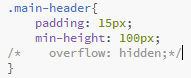 .main-header{
    padding: 15px;
    min-height: 100px;
/*    overflow: hidden;*/
}